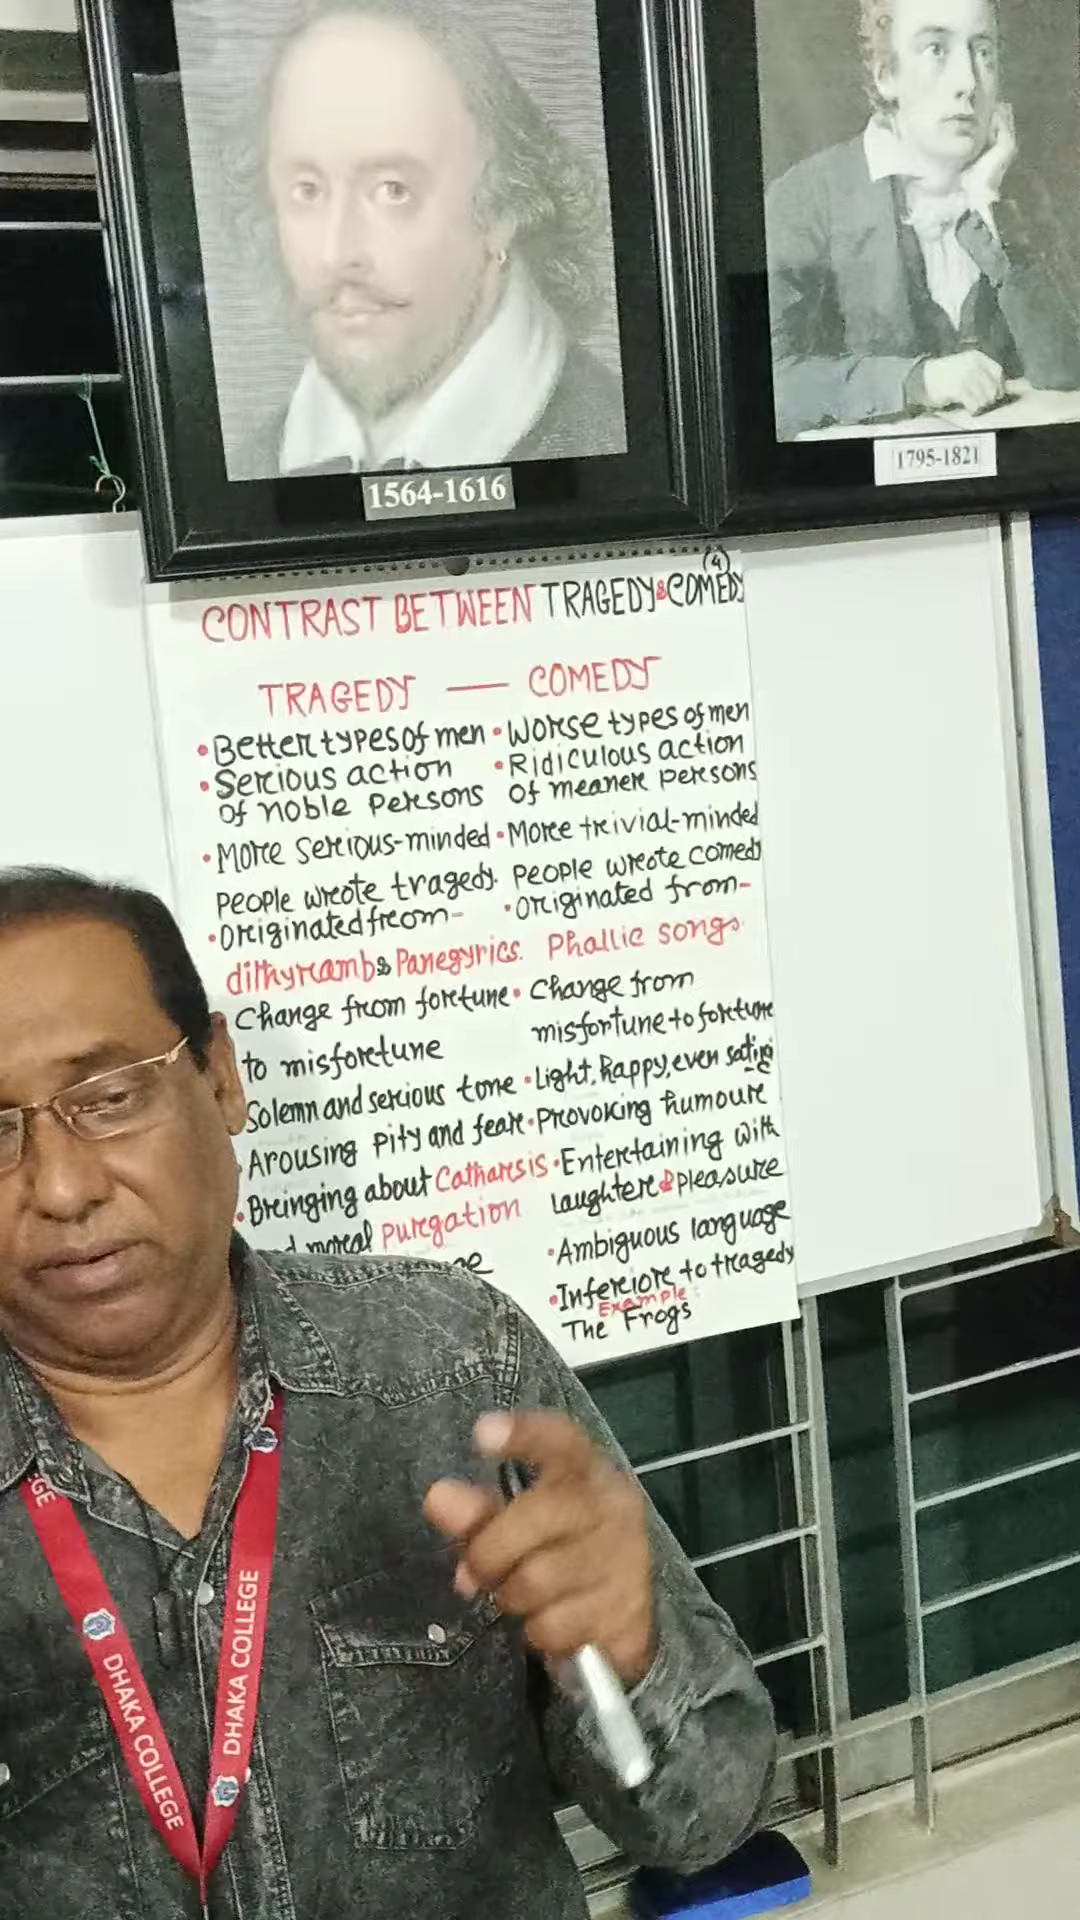 1564-1616
1795-1821
(4)
CONTRAST BETWEEN TRAGEDY & COMEDY
TRAGEDY — COMEDY
• Better types of men • Worse types of men
• Serious action • Ridiculous action
of noble persons of meaner persons
• More serious-minded • More trivial-minded
people wrote tragedy. people wrote comedy
• Originated from- • Originated from-
dithyramb & Panegyrics. Phallic songs.
Change from fortune • Change from
to misfortune misfortune to fortune
Solemn and serious tone • Light, happy, even
Arousing pity and fear • Provoking humoure
• Bringing about Catharsis • Entertaining with
moral purgation laughter & pleasure
• Ambiguous language
• Inferiore to tragedy
Example:
The Frogs
DHAKA COLLEGE
DHAKA COLLEGE